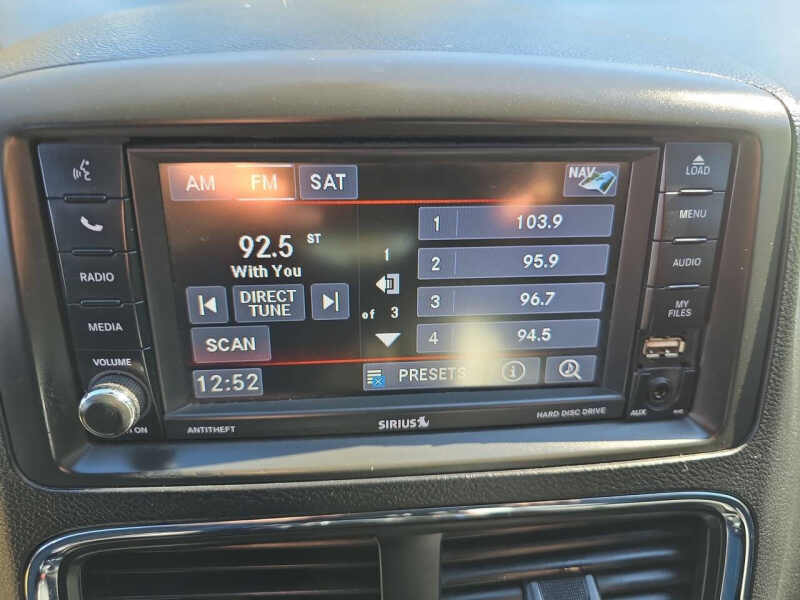 AM FM SAT NAV
92.5 ST
With You
DIRECT
TUNE
SCAN
12:52
1
of 3
1 103.9
2 95.9
3 96.7
4 94.5
PRESETS i
RADIO
MEDIA
VOLUME
ON
LOAD
MENU
AUDIO
MY
FILES
AUX
ANTITHEFT
SIRIUS
HARD DISC DRIVE